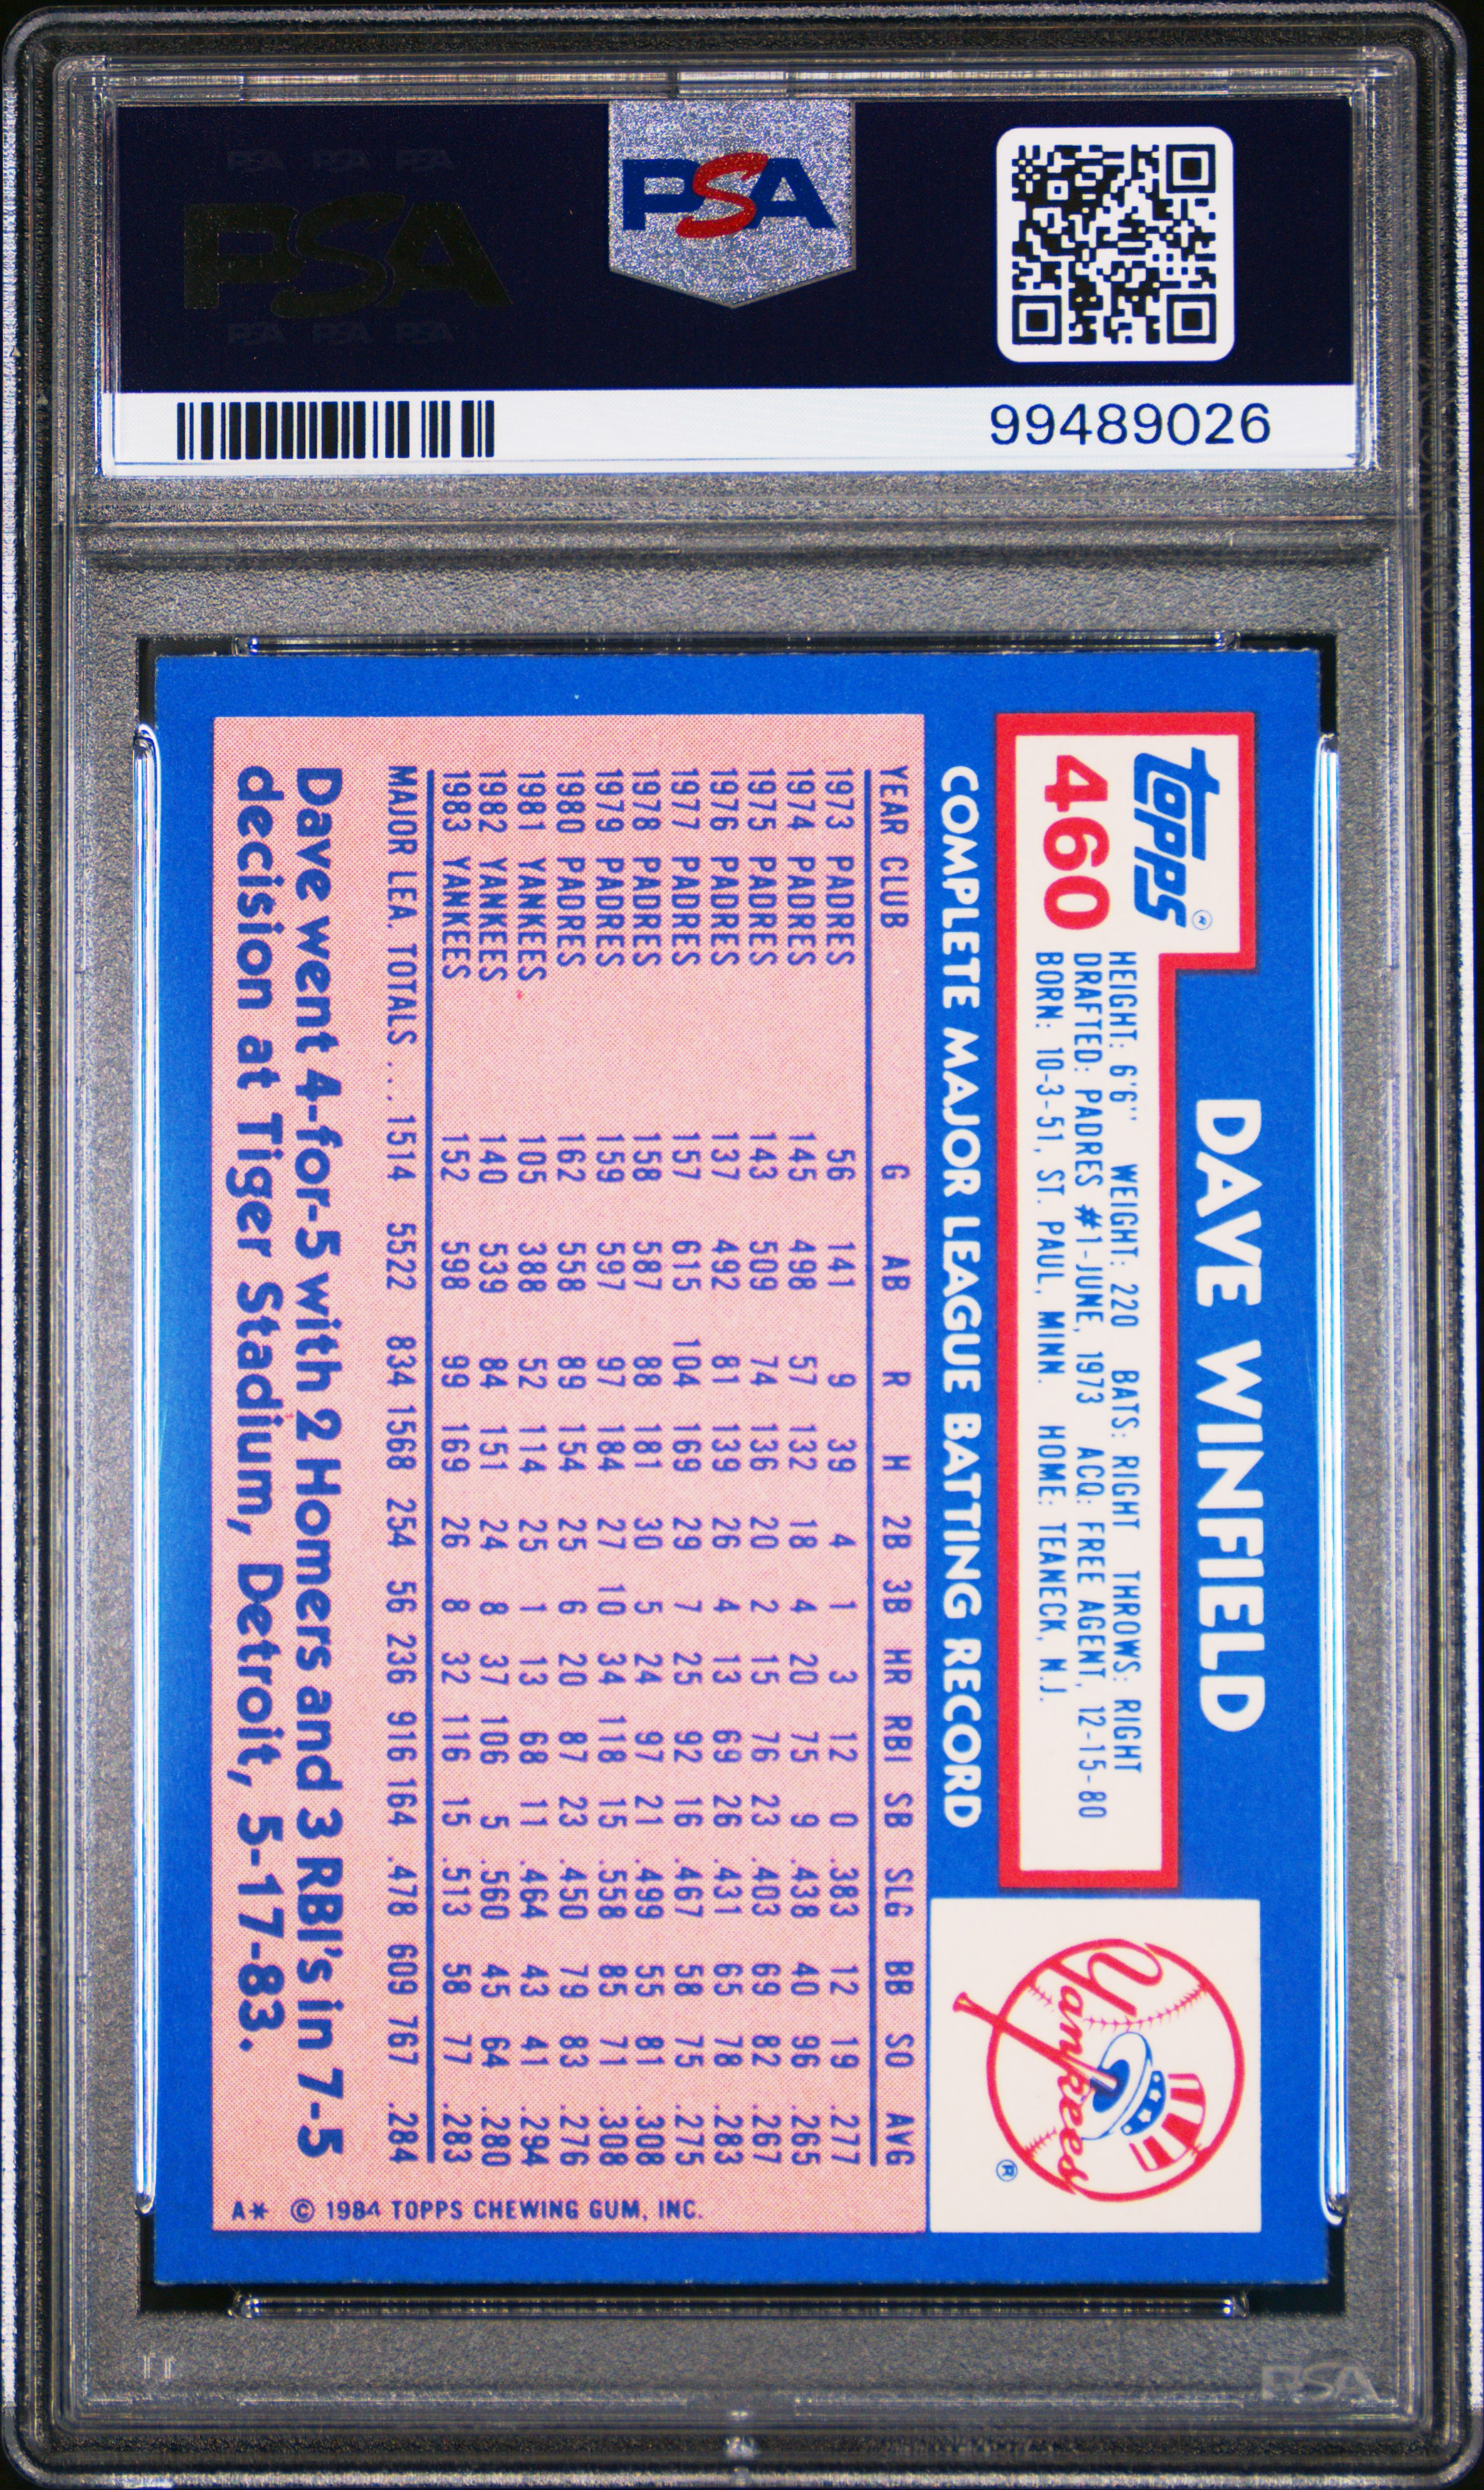 PSA PSA PSA
PSA
PSA PSA PSA
PSA
99489026
topps®
460
DAVE WINFIELD
HEIGHT: 6'6" WEIGHT: 220 BATS: RIGHT THROWS: RIGHT
DRAFTED: PADRES #1-JUNE, 1973 ACQ: FREE AGENT, 12-15-80
BORN: 10-3-51, ST. PAUL, MINN. HOME: TEANECK, N.J.
Yankees ®
COMPLETE MAJOR LEAGUE BATTING RECORD
YEAR CLUB G AB R H 2B 3B HR RBI SB SLG BB SO AVG
1973 PADRES 56 141 9 39 4 1 3 12 0 .383 12 19 .277
1974 PADRES 145 498 57 132 18 4 20 75 9 .438 40 96 .265
1975 PADRES 143 509 74 136 20 2 15 76 23 .403 69 82 .267
1976 PADRES 137 492 81 139 26 4 13 69 26 .431 65 78 .283
1977 PADRES 157 615 104 169 29 7 25 92 16 .467 58 75 .275
1978 PADRES 158 587 88 181 30 5 24 97 21 .499 55 81 .308
1979 PADRES 159 597 97 184 27 10 34 118 15 .558 85 71 .308
1980 PADRES 162 558 89 154 25 6 20 87 23 .450 79 83 .276
1981 YANKEES 105 388 52 114 25 1 13 68 11 .464 43 41 .294
1982 YANKEES 140 539 84 151 24 8 37 106 5 .560 45 64 .280
1983 YANKEES 152 598 99 169 26 8 32 116 15 .513 58 77 .283
MAJOR LEA. TOTALS ... 1514 5522 834 1568 254 56 236 916 164 .478 609 767 .284
Dave went 4-for-5 with 2 Homers and 3 RBI's in 7-5
decision at Tiger Stadium, Detroit, 5-17-83.
A* © 1984 TOPPS CHEWING GUM, INC.
PSA